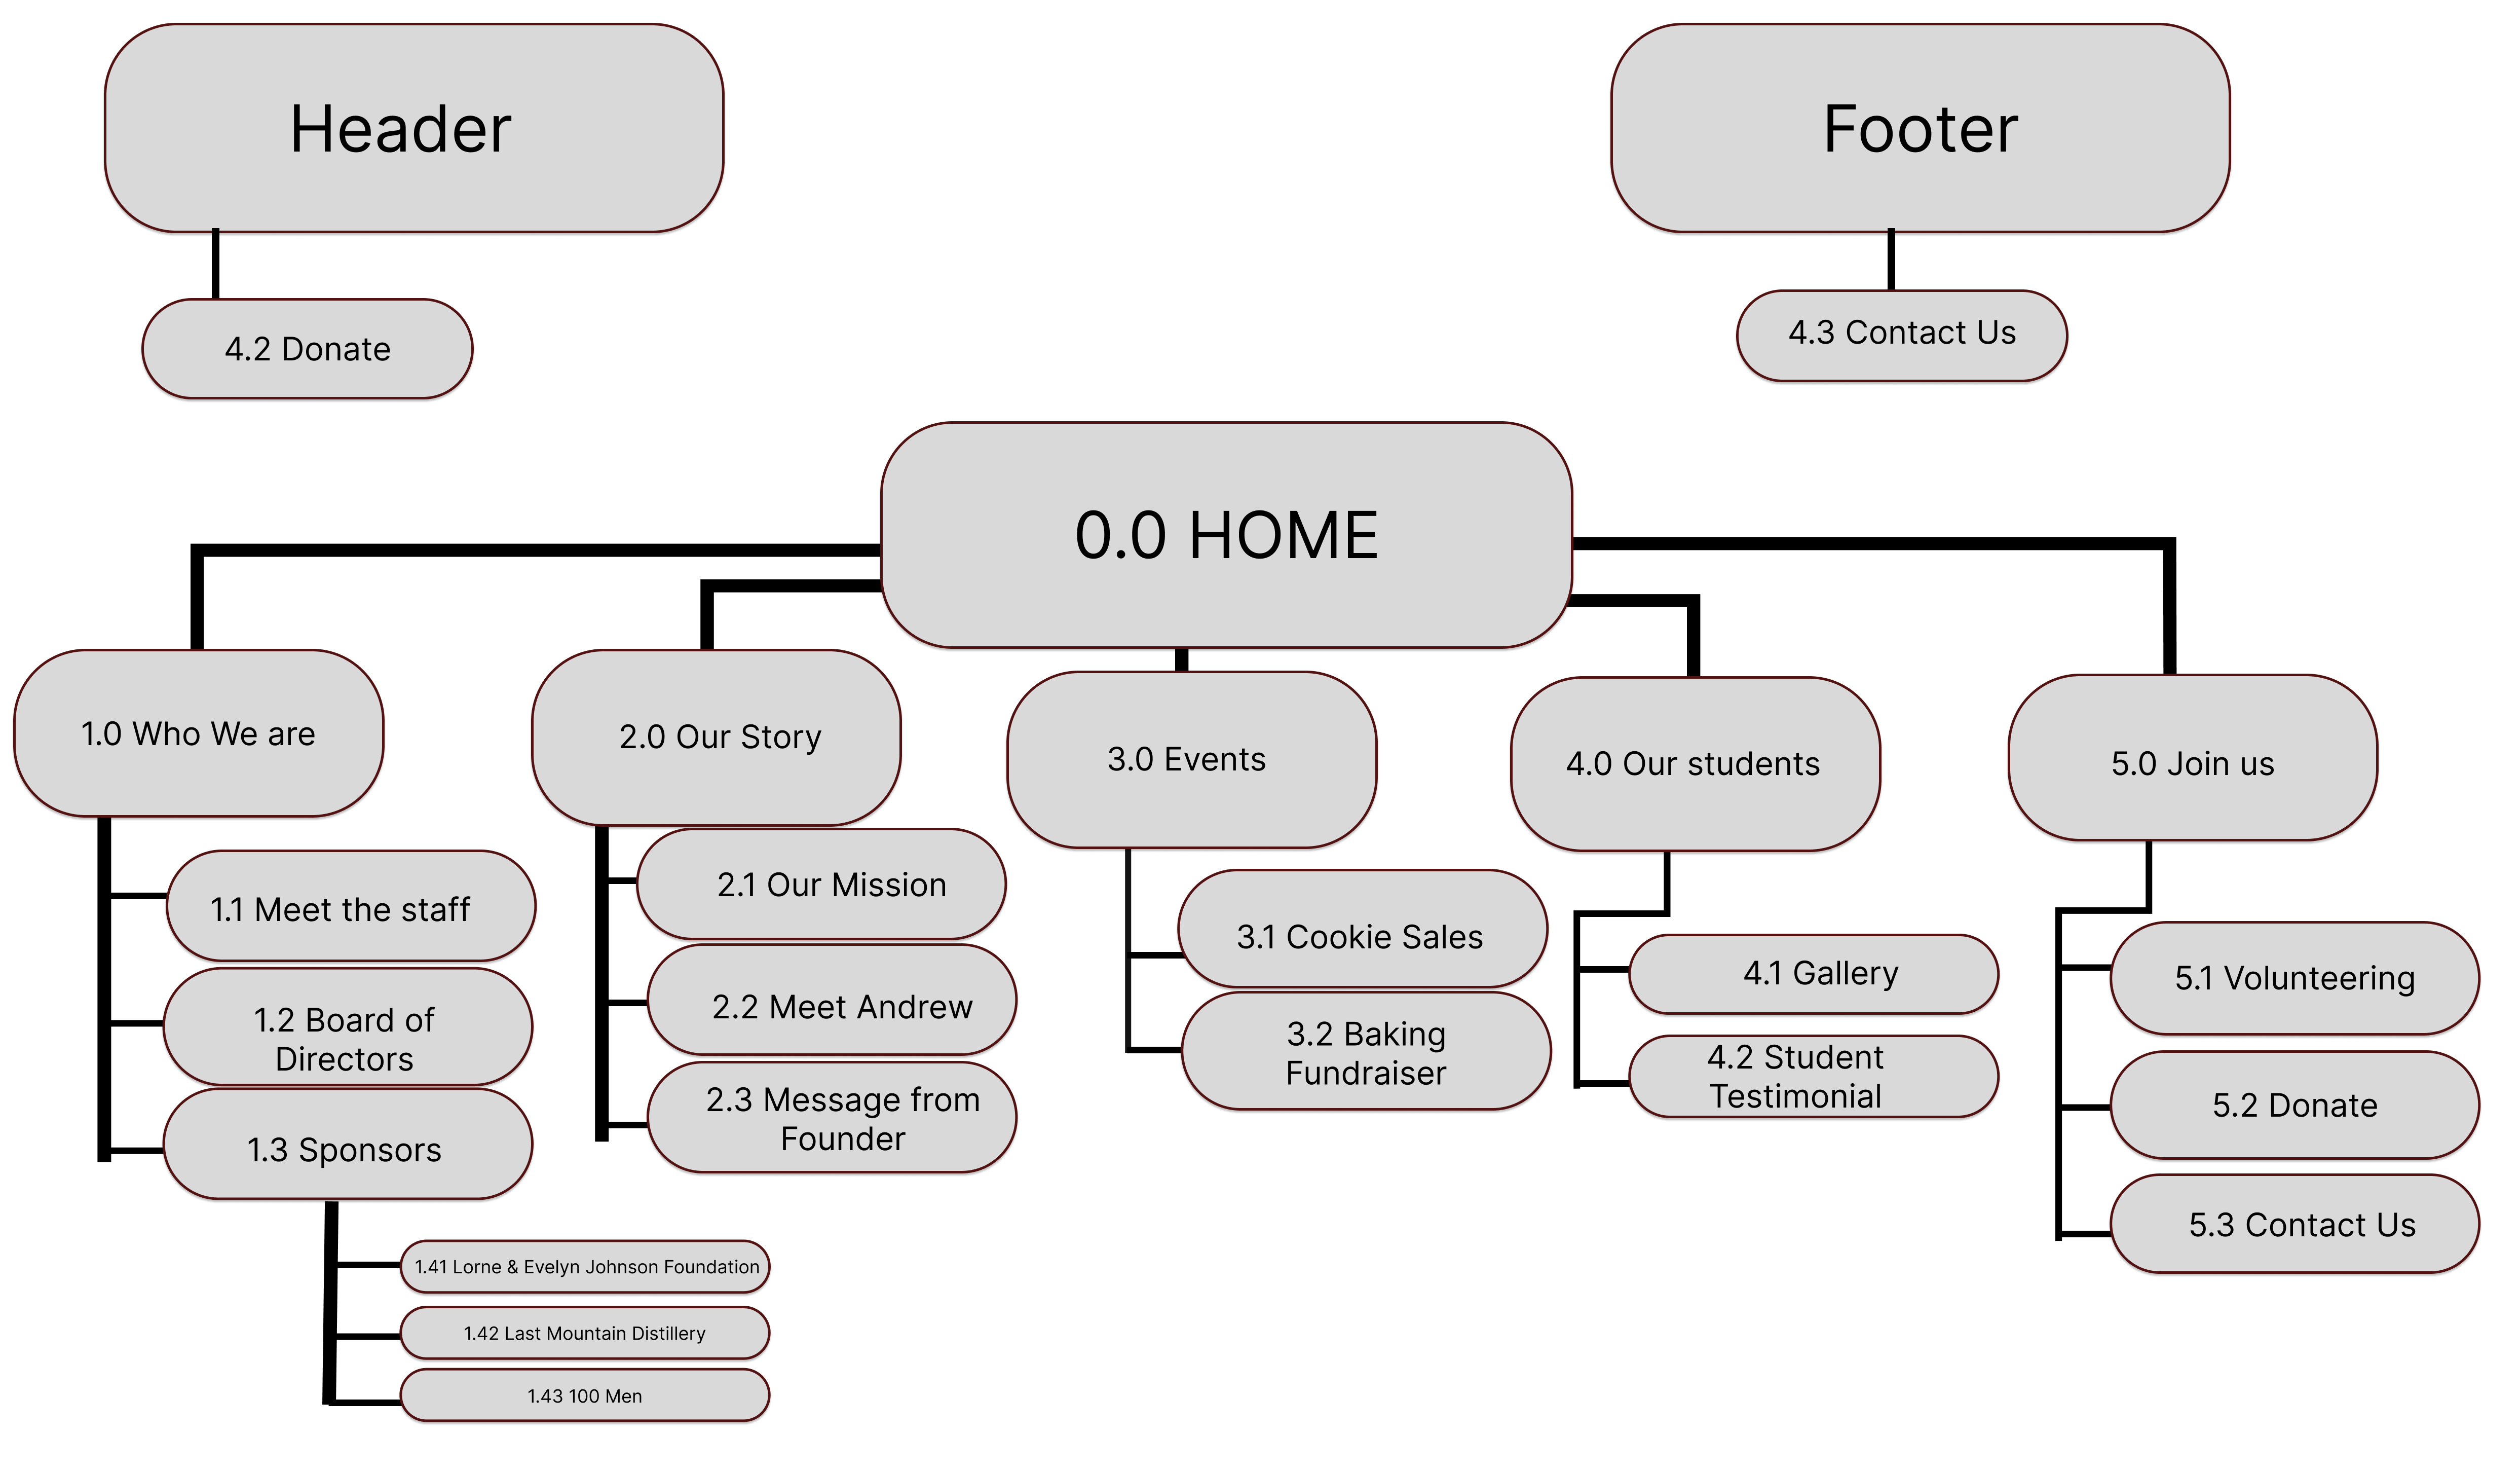 Header
Footer
4.2 Donate
4.3 Contact Us
0.0 HOME
1.0 Who We are
2.0 Our Story
3.0 Events
4.0 Our students
5.0 Join us
1.1 Meet the staff
1.2 Board of
Directors
1.3 Sponsors
1.41 Lorne & Evelyn Johnson Foundation
1.42 Last Mountain Distillery
1.43 100 Men
2.1 Our Mission
2.2 Meet Andrew
2.3 Message from
Founder
3.1 Cookie Sales
3.2 Baking
Fundraiser
4.1 Gallery
4.2 Student
Testimonial
5.1 Volunteering
5.2 Donate
5.3 Contact Us